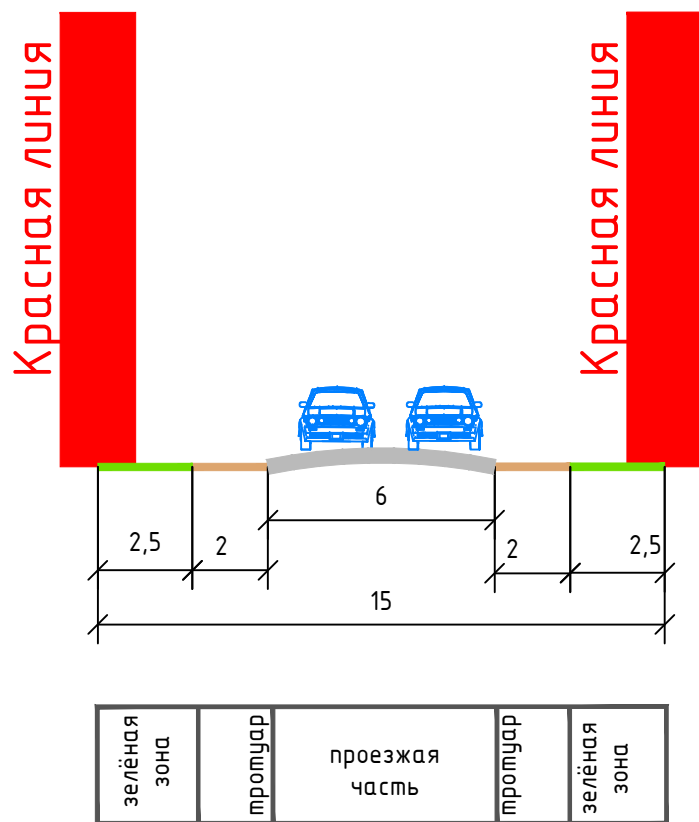 Красная линия
Красная линия
6
2,5
2
2
2,5
15
зелёная
зона
тротуар
проезжая
часть
тротуар
зелёная
зона